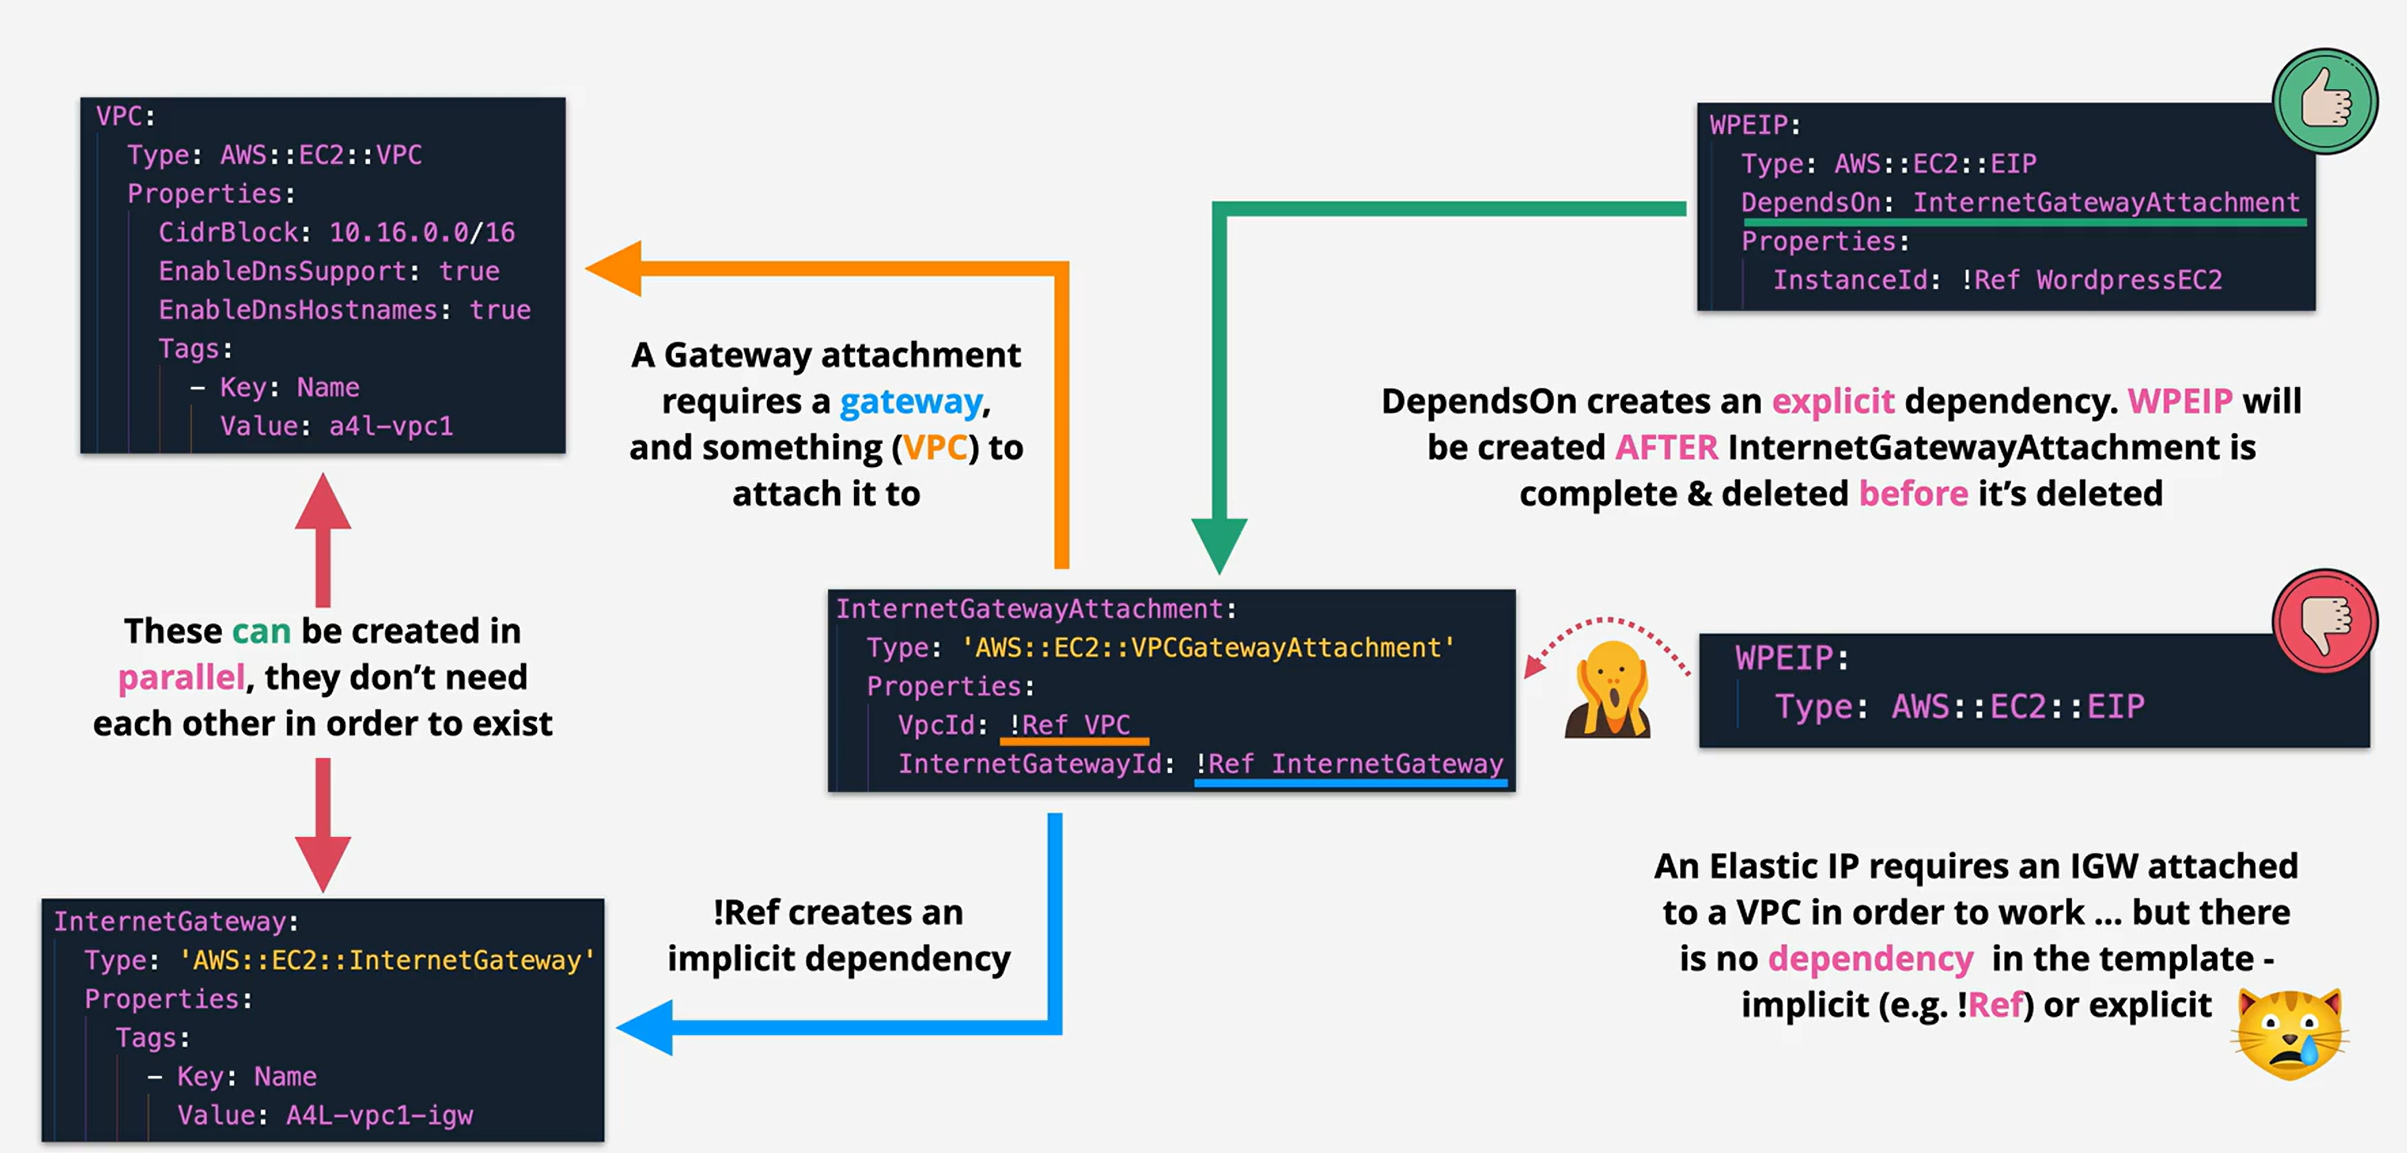 VPC:
Type: AWS::EC2::VPC
Properties:
CidrBlock: 10.16.0.0/16
EnableDnsSupport: true
EnableDnsHostnames: true
Tags:
- Key: Name
Value: a4l-vpc1
These can be created in
parallel, they don't need
each other in order to exist
InternetGateway:
Type: 'AWS::EC2::InternetGateway'
Properties:
Tags:
- Key: Name
Value: A4L-vpc1-igw
A Gateway attachment
requires a gateway,
and something (VPC) to
attach it to
InternetGatewayAttachment:
Type: 'AWS::EC2::VPCGatewayAttachment'
Properties:
VpcId: !Ref VPC
InternetGatewayId: !Ref InternetGateway
!Ref creates an
implicit dependency
WPEIP:
Type: AWS::EC2::EIP
DependsOn: InternetGatewayAttachment
Properties:
InstanceId: !Ref WordpressEC2
DependsOn creates an explicit dependency. WPEIP will
be created AFTER InternetGatewayAttachment is
complete & deleted before it's deleted
WPEIP:
Type: AWS::EC2::EIP
An Elastic IP requires an IGW attached
to a VPC in order to work ... but there
is no dependency in the template -
implicit (e.g. !Ref) or explicit